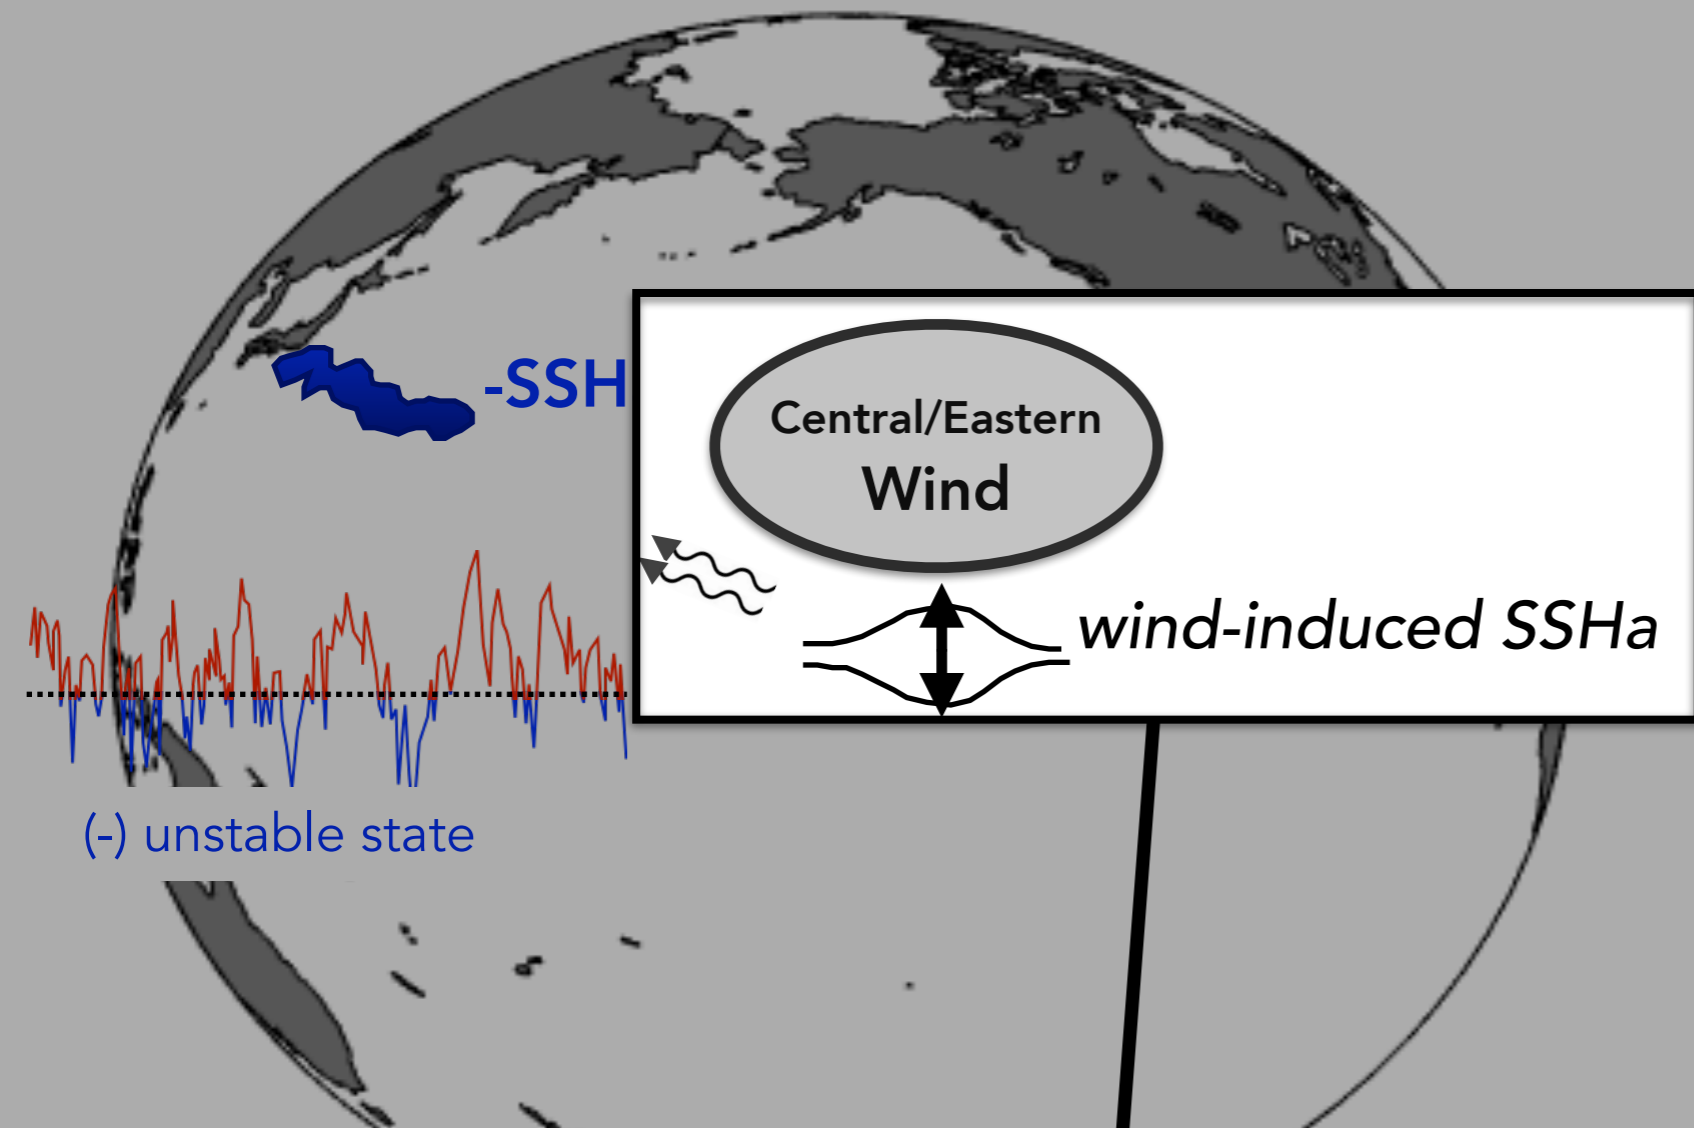 -SSH
Central/Eastern
Wind
wind-induced SSHa
(-) unstable state